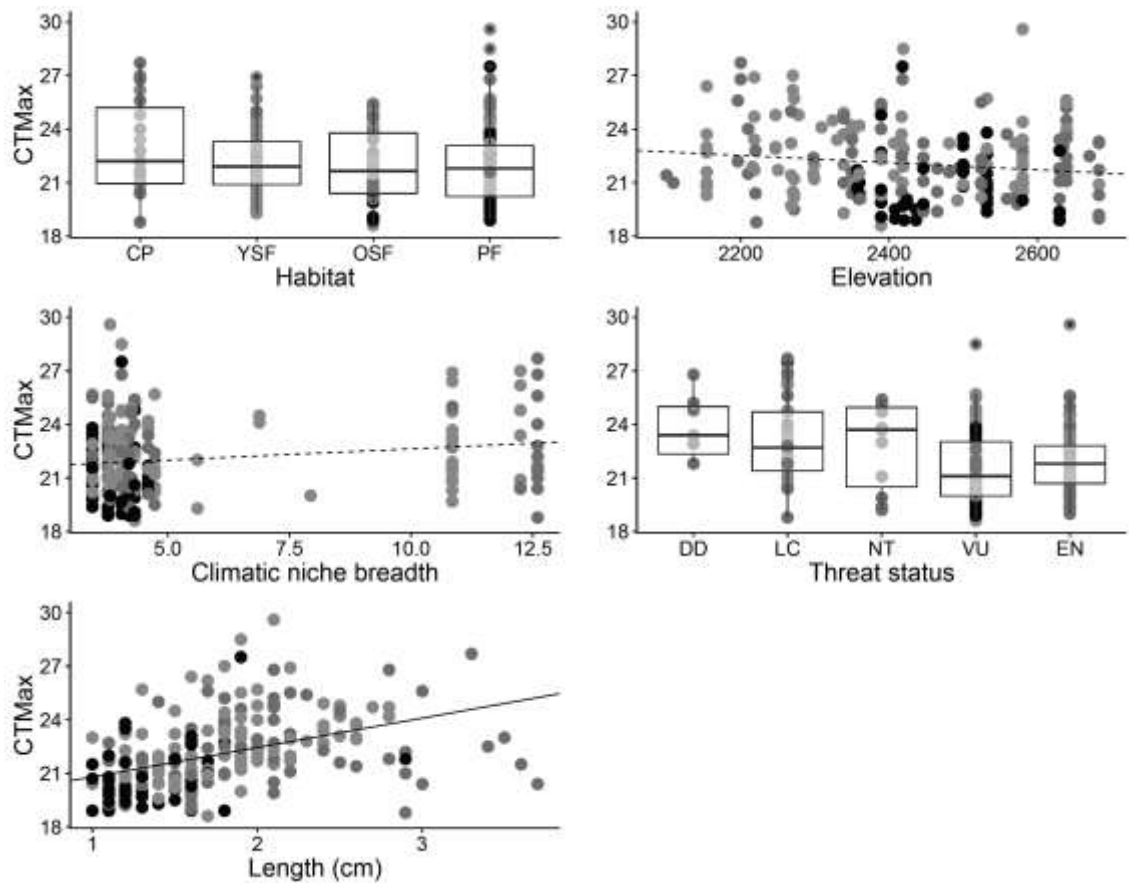 30
27
24
21
18
CTMax
CP YSF OSF PF
Habitat
30
27
24
21
18
2200 2400 2600
Elevation
30
27
24
21
18
CTMax
5.0 7.5 10.0 12.5
Climatic niche breadth
30
27
24
21
18
DD LC NT VU EN
Threat status
30
27
24
21
18
CTMax
1 2 3
Length (cm)